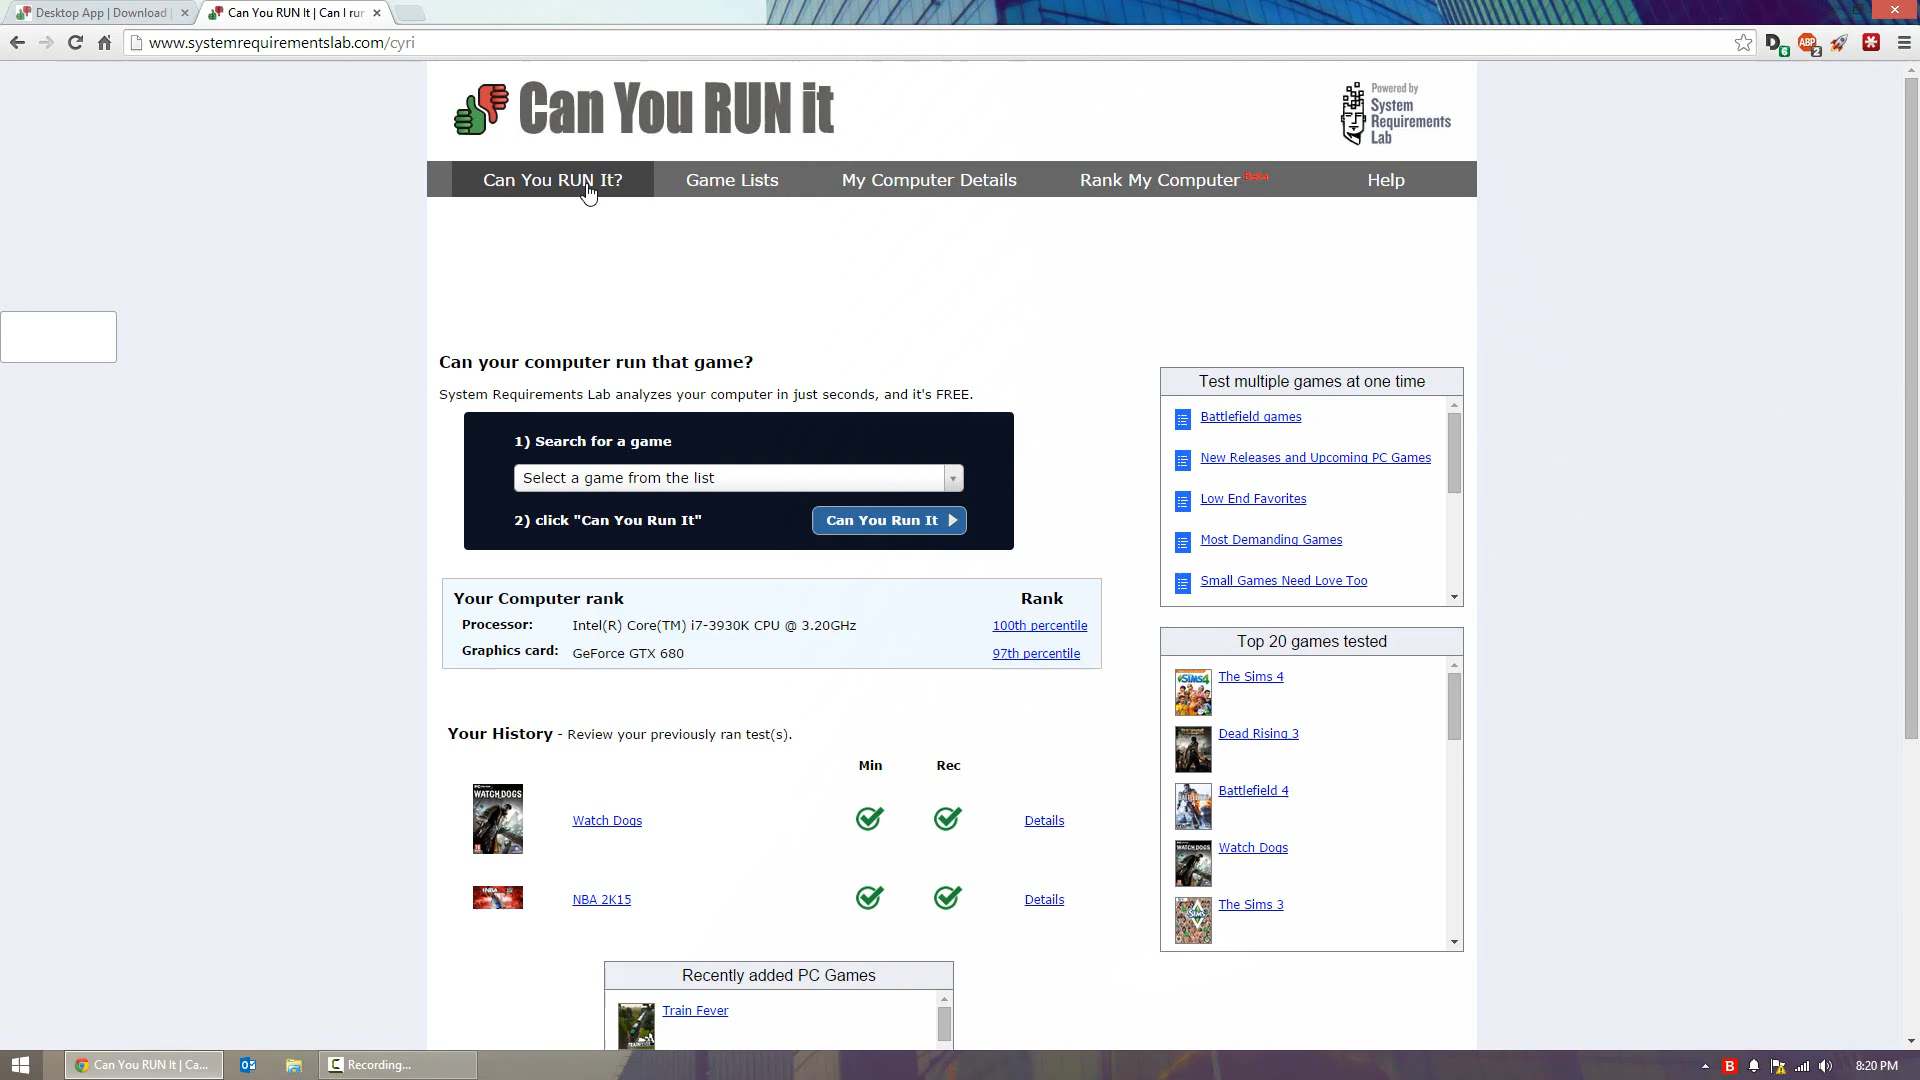 Desktop App | Download
Can You RUN It | Can I run
www.systemrequirementslab.com/cyri
6
ABP
2
Can You RUN it
Powered by
System
Requirements
Lab
Can You RUN It?
Game Lists
My Computer Details
Rank My Computer Beta
Help
Can your computer run that game?
System Requirements Lab analyzes your computer in just seconds, and it's FREE.
1) Search for a game
Select a game from the list
2) click "Can You Run It"
Can You Run It
Your Computer rank
Rank
Processor:
Intel(R) Core(TM) i7-3930K CPU @ 3.20GHz
100th percentile
Graphics card:
GeForce GTX 680
97th percentile
Your History - Review your previously ran test(s).
Min
Rec
WATCH DOGS
Watch Dogs
Details
NBA 2K15
Details
Recently added PC Games
Train Fever
Test multiple games at one time
Battlefield games
New Releases and Upcoming PC Games
Low End Favorites
Most Demanding Games
Small Games Need Love Too
Top 20 games tested
The Sims 4
Dead Rising 3
Battlefield 4
Watch Dogs
The Sims 3
Can You RUN It | Ca...
Recording...
B
8:20 PM